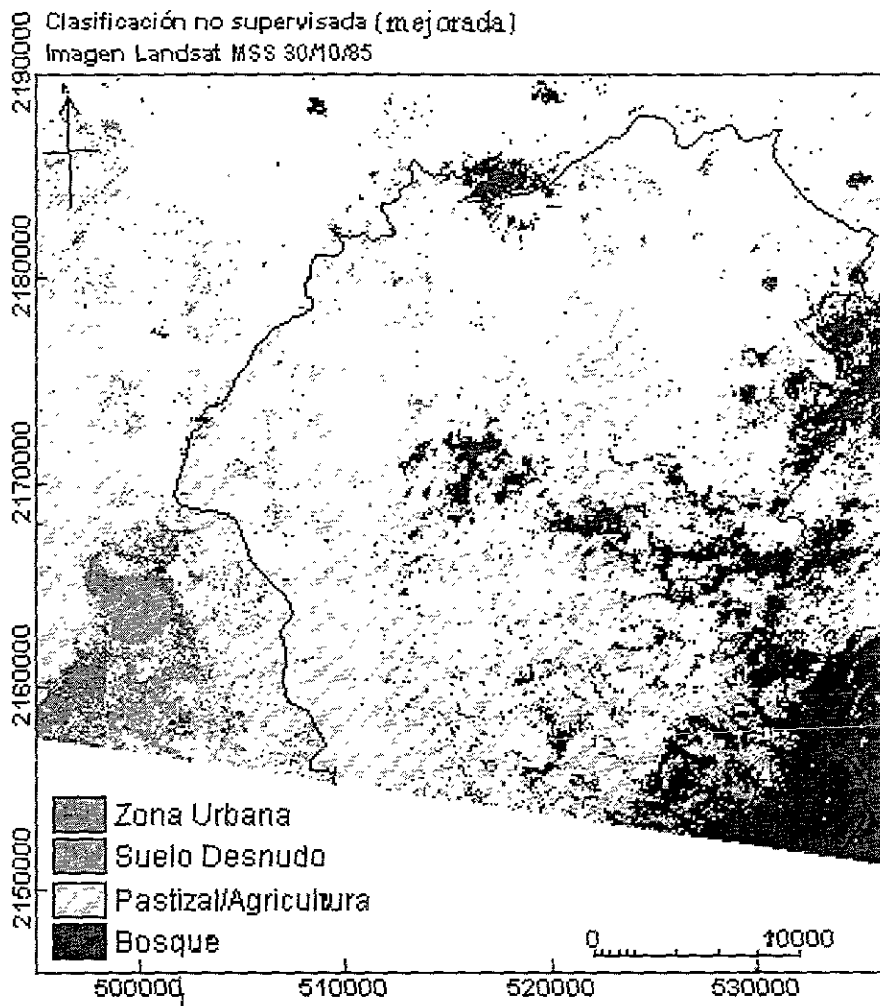 Clasificación no supervisada (mejorada)
Imagen Landsat MSS 30/10/85
2190000
2180000
2170000
2160000
2150000
Zona Urbana
Suelo Desnudo
Pastizal/Agricultura
Bosque
0 10000
500000 510000 520000 530000